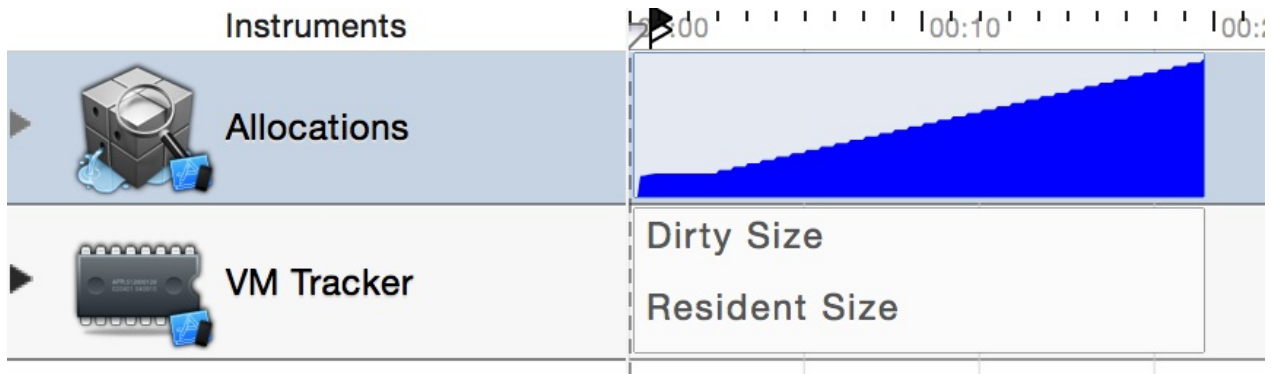 Instruments
00:10
Allocations
Dirty Size
VM Tracker
Resident Size